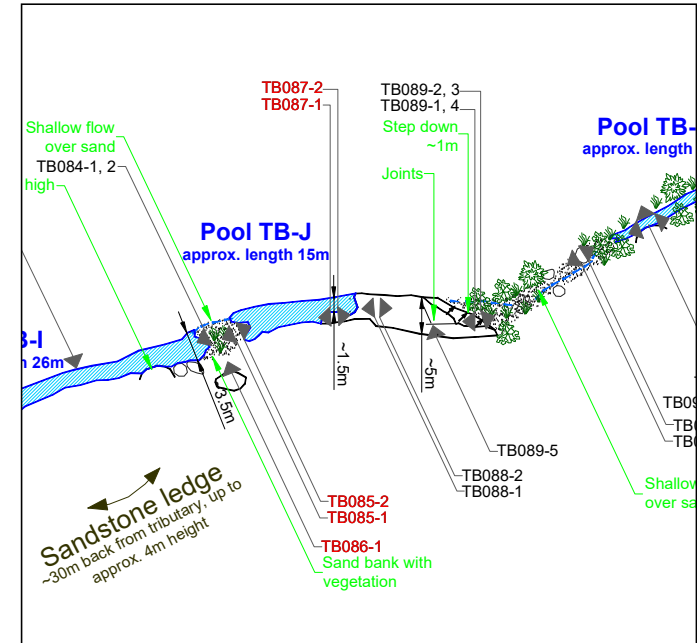 TB087-2
TB087-1
TB089-2, 3
TB089-1, 4
Step down
~1m
Joints
Pool TB-
approx. length
Shallow flow
over sand
TB084-1, 2
high
Pool TB-J
approx. length 15m
B-I
26m
3.5m
~1.5m
~5m
TB089-5
TB088-2
TB088-1
TB085-2
TB085-1
TB086-1
Sand bank with
vegetation
Sandstone ledge
~30m back from tributary, up to
approx. 4m height
TB09
Shallow
over sa